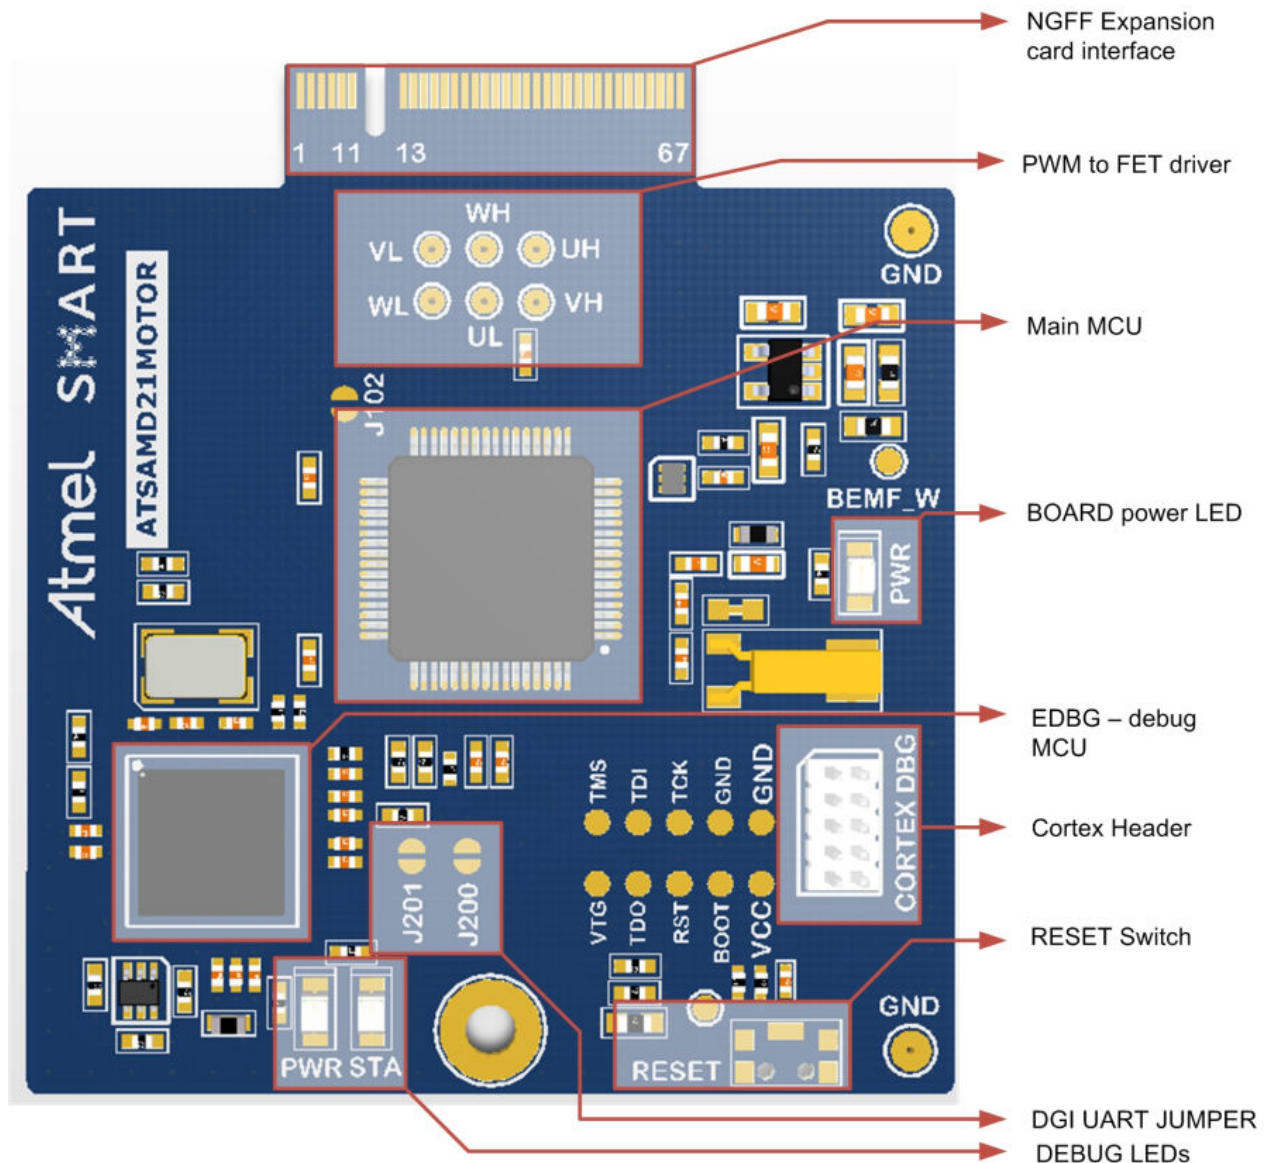 NGFF Expansion
card interface
1 11 13 67
PWM to FET driver
WH
VL UH
WL VH
UL
GND
Main MCU
J102
Atmel SMART
ATSAMD21MOTOR
BEMF_W
BOARD power LED
PWR
EDBG – debug
MCU
TMS TDI TCK GND GND
CORTEX DBG
Cortex Header
J201 J200
VTG TDO RST BOOT VCC
RESET Switch
GND
PWR STA
RESET
DGI UART JUMPER
DEBUG LEDs